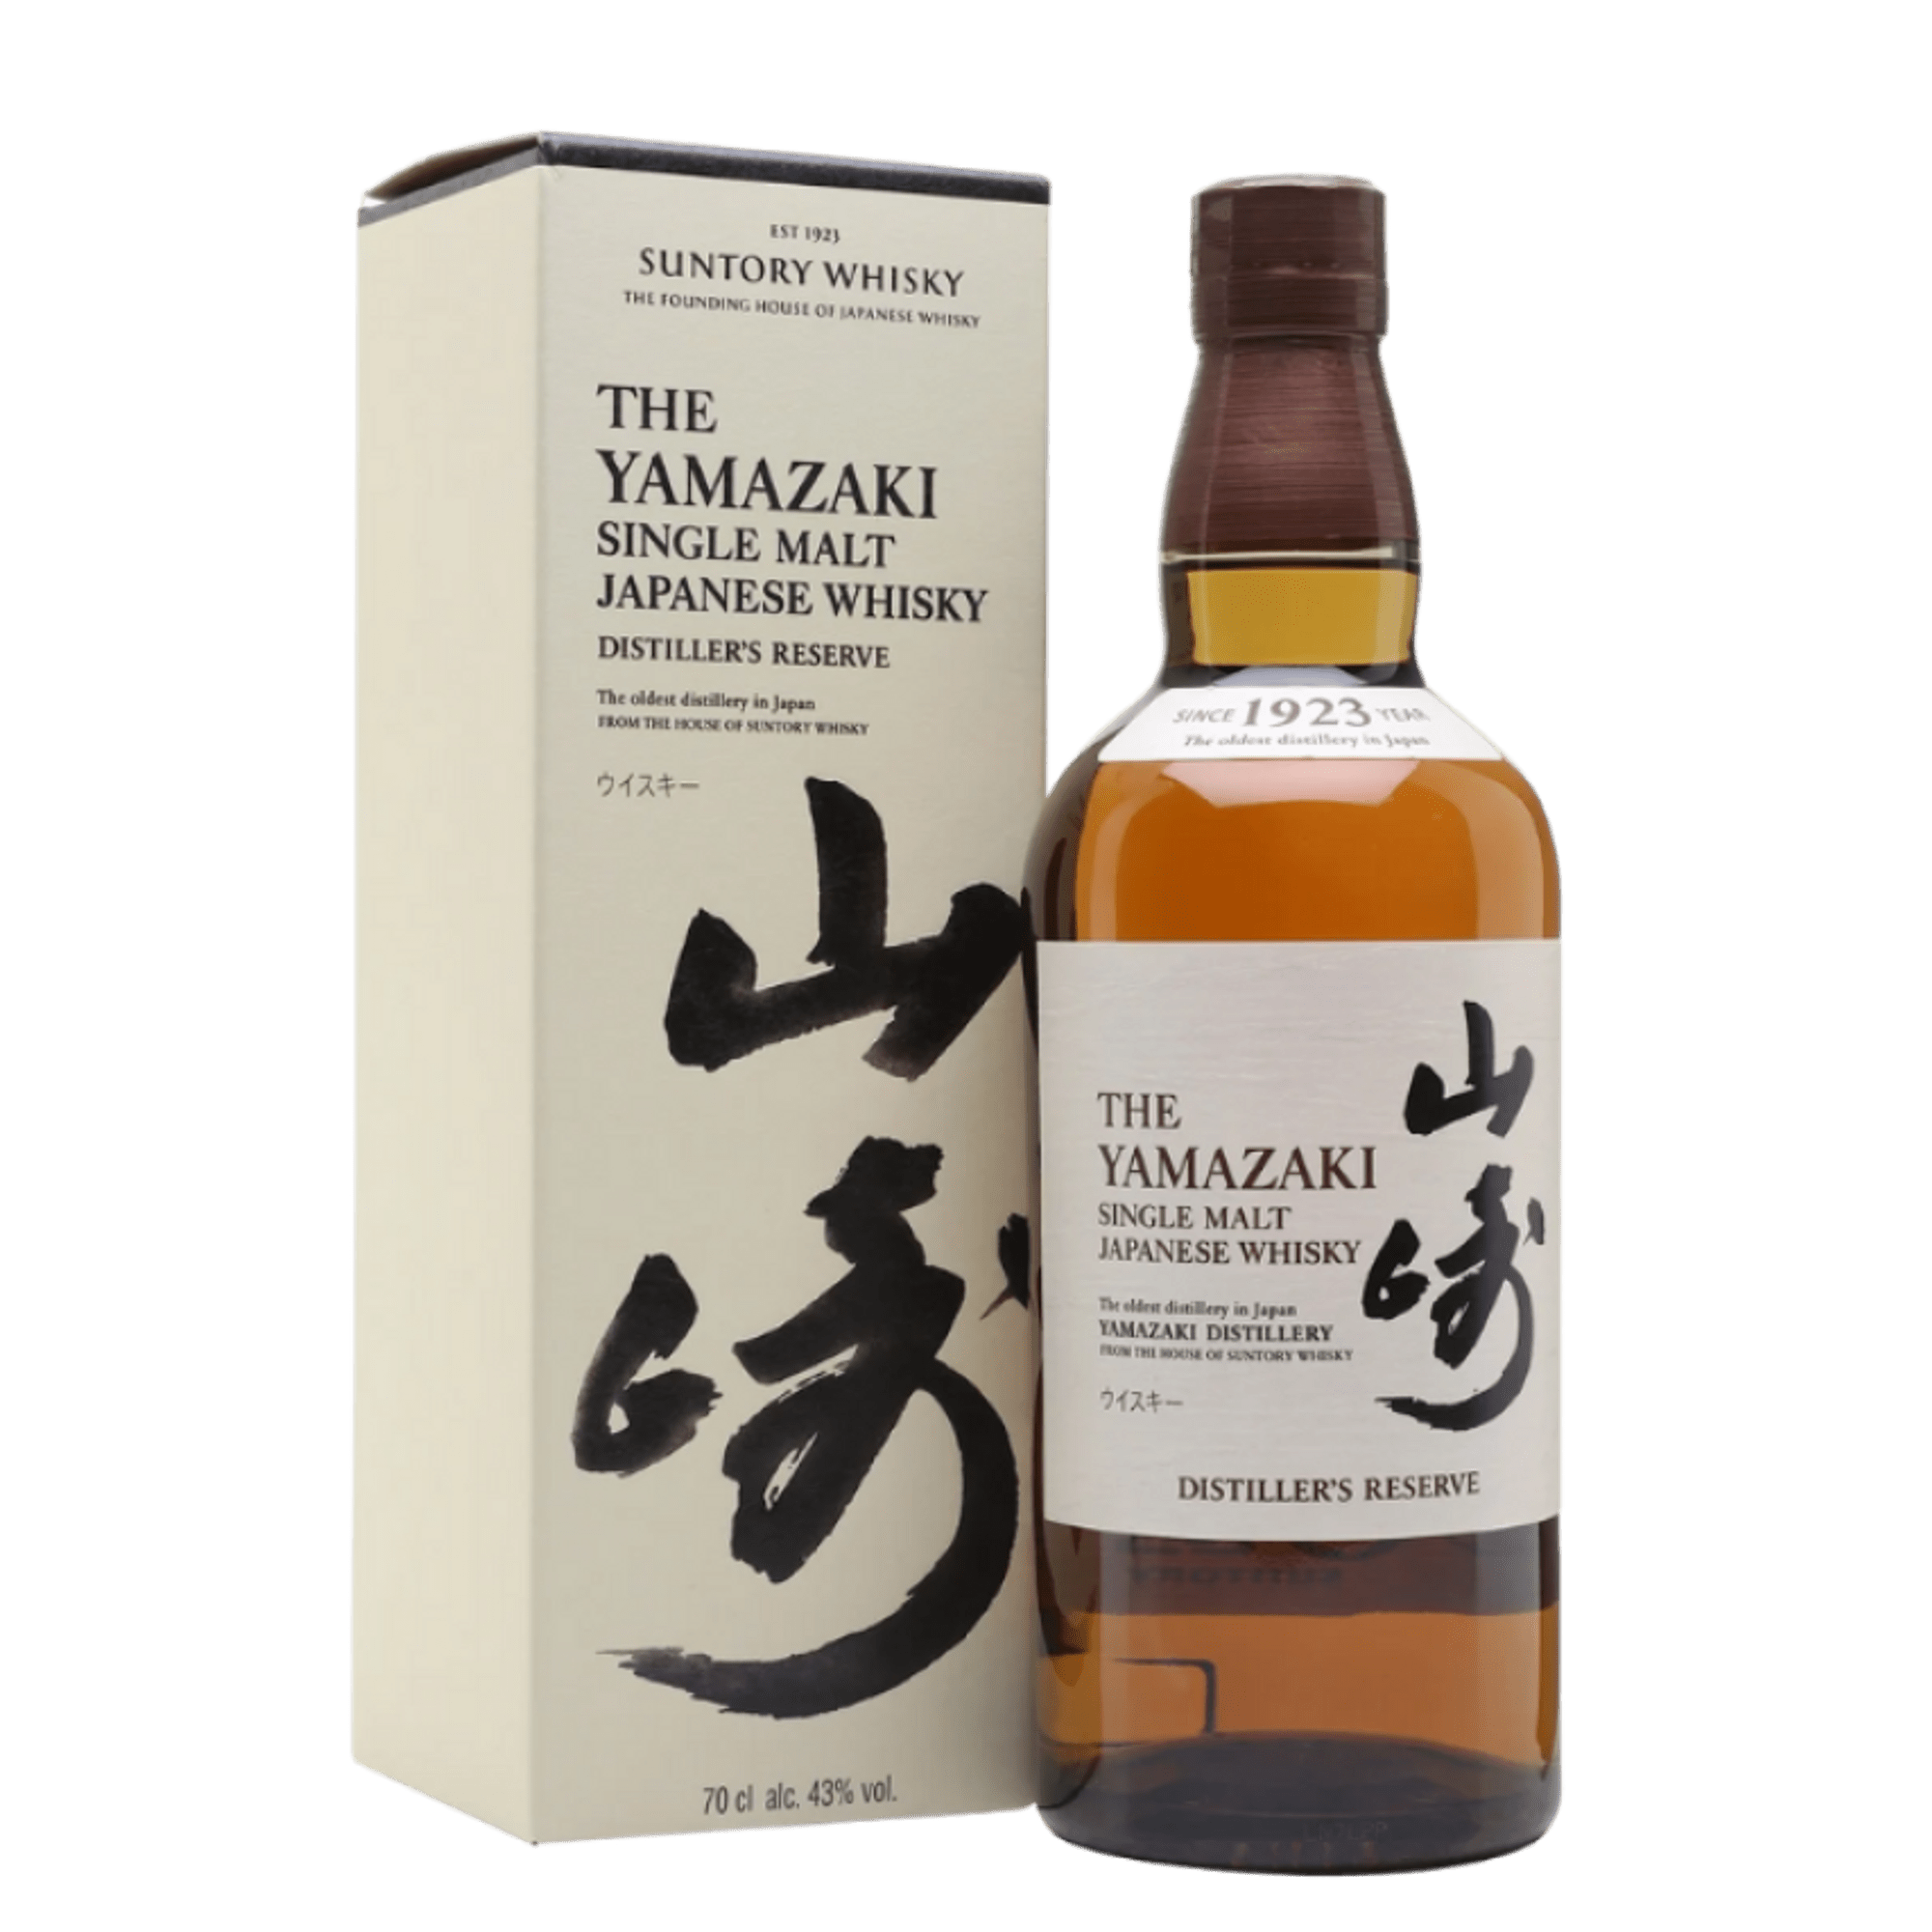 EST 1923
SUNTORY WHISKY
THE FOUNDING HOUSE OF JAPANESE WHISKY
THE
YAMAZAKI
SINGLE MALT
JAPANESE WHISKY
DISTILLER'S RESERVE
The oldest distillery in Japan
FROM THE HOUSE OF SUNTORY WHISKY
ウイスキー
山崎
70 cl alc. 43% vol.
SINCE 1923 YEAR
The oldest distillery in Japan
山崎
THE
YAMAZAKI
SINGLE MALT
JAPANESE WHISKY
The oldest distillery in Japan
YAMAZAKI DISTILLERY
FROM THE HOUSE OF SUNTORY WHISKY
ウイスキー
DISTILLER'S RESERVE